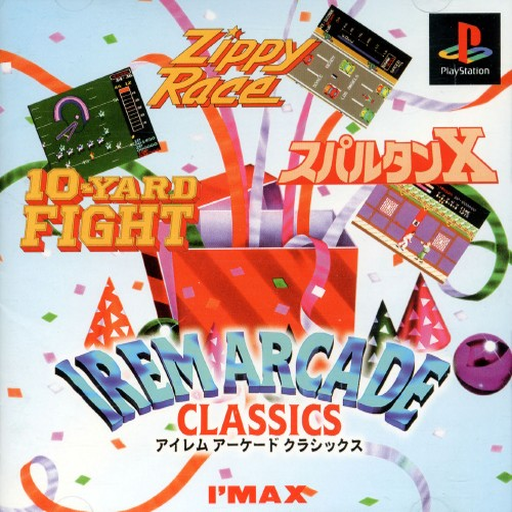 Zippy
Race
PlayStation
スパルタンX
10-YARD
FIGHT
IREM ARCADE
CLASSICS
アイレム アーケード クラシックス
I'MAX